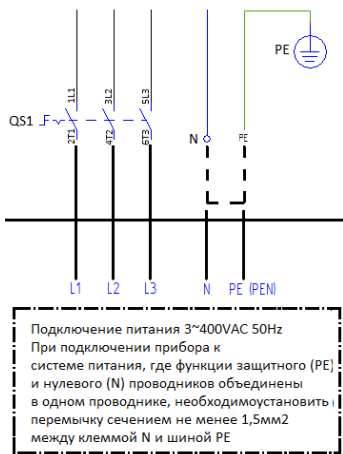 PE
1L1 3L2 5L3
QS1
2T1 4T2 6T3
N PE
L1 L2 L3 N PE (PEN)
Подключение питания 3~400VAC 50Hz
При подключении прибора к
системе питания, где функции защитного (PE)
и нулевого (N) проводников объединены
в одном проводнике, необходимоустановить
перемычку сечением не менее 1,5мм2
между клеммой N и шиной PE